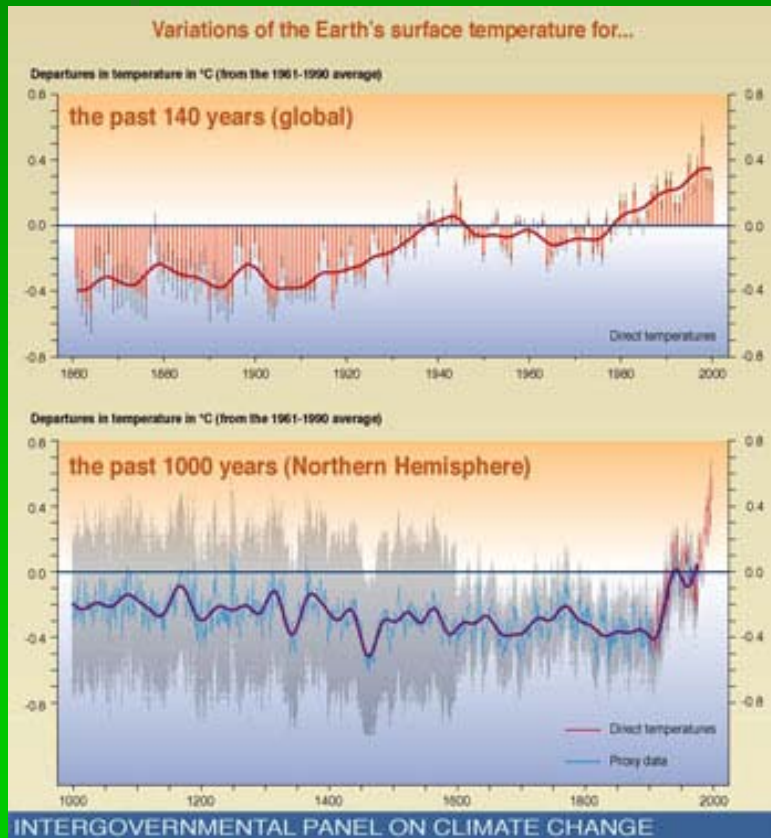 Variations of the Earth's surface temperature for...
Departures in temperature in °C (from the 1961-1990 average)
the past 140 years (global)
0.8 0.8
0.4 0.4
0.0 0.0
-0.4 -0.4
Direct temperatures
-0.8 -0.8
1860 1880 1900 1920 1940 1960 1980 2000
Departures in temperature in °C (from the 1961-1990 average)
the past 1000 years (Northern Hemisphere)
0.8 0.8
0.4 0.4
0.0 0.0
-0.4 -0.4
-0.8 -0.8
Direct temperatures
Proxy data
1000 1200 1400 1600 1800 2000
INTERGOVERNMENTAL PANEL ON CLIMATE CHANGE